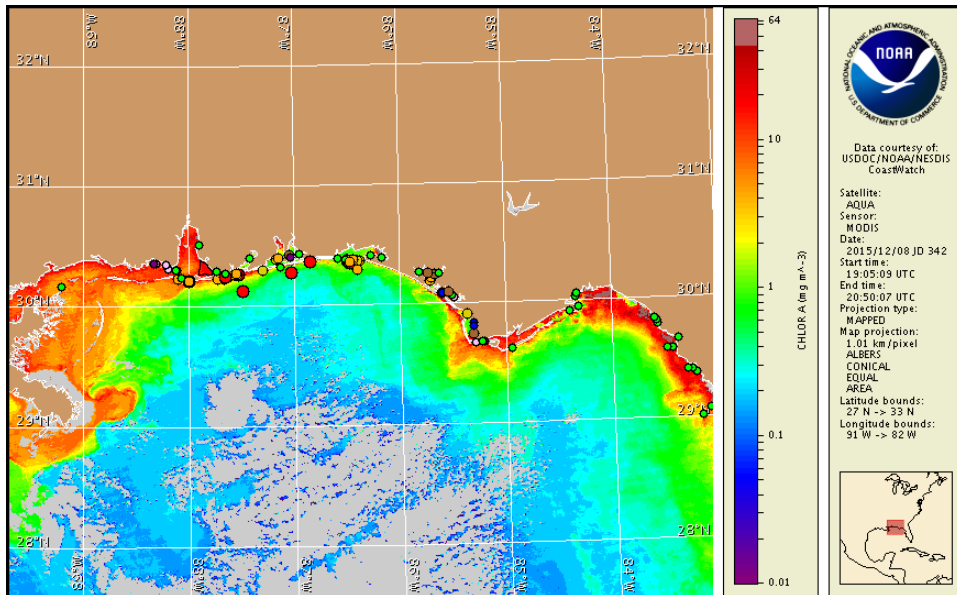 89°W 88°W 87°W 86°W 85°W 84°W
32°N 32°N
31°N 31°N
30°N 30°N
29°N 29°N
28°N 28°N
89°W 88°W 87°W 86°W 85°W 84°W
64
10
1
0.1
0.01
CHLOR A (mg m^-3)
NATIONAL OCEANIC AND ATMOSPHERIC ADMINISTRATION
NOAA
U.S. DEPARTMENT OF COMMERCE
Data courtesy of:
USDOC/NOAA/NESDIS
CoastWatch
Satellite:
AQUA
Sensor:
MODIS
Date:
2015/12/08 JD 342
Start time:
19:05:09 UTC
End time:
20:50:07 UTC
Projection type:
MAPPED
Map projection:
1.01 km/pixel
ALBERS
CONICAL
EQUAL
AREA
Latitude bounds:
27 N -> 33 N
Longitude bounds:
91 W -> 82 W